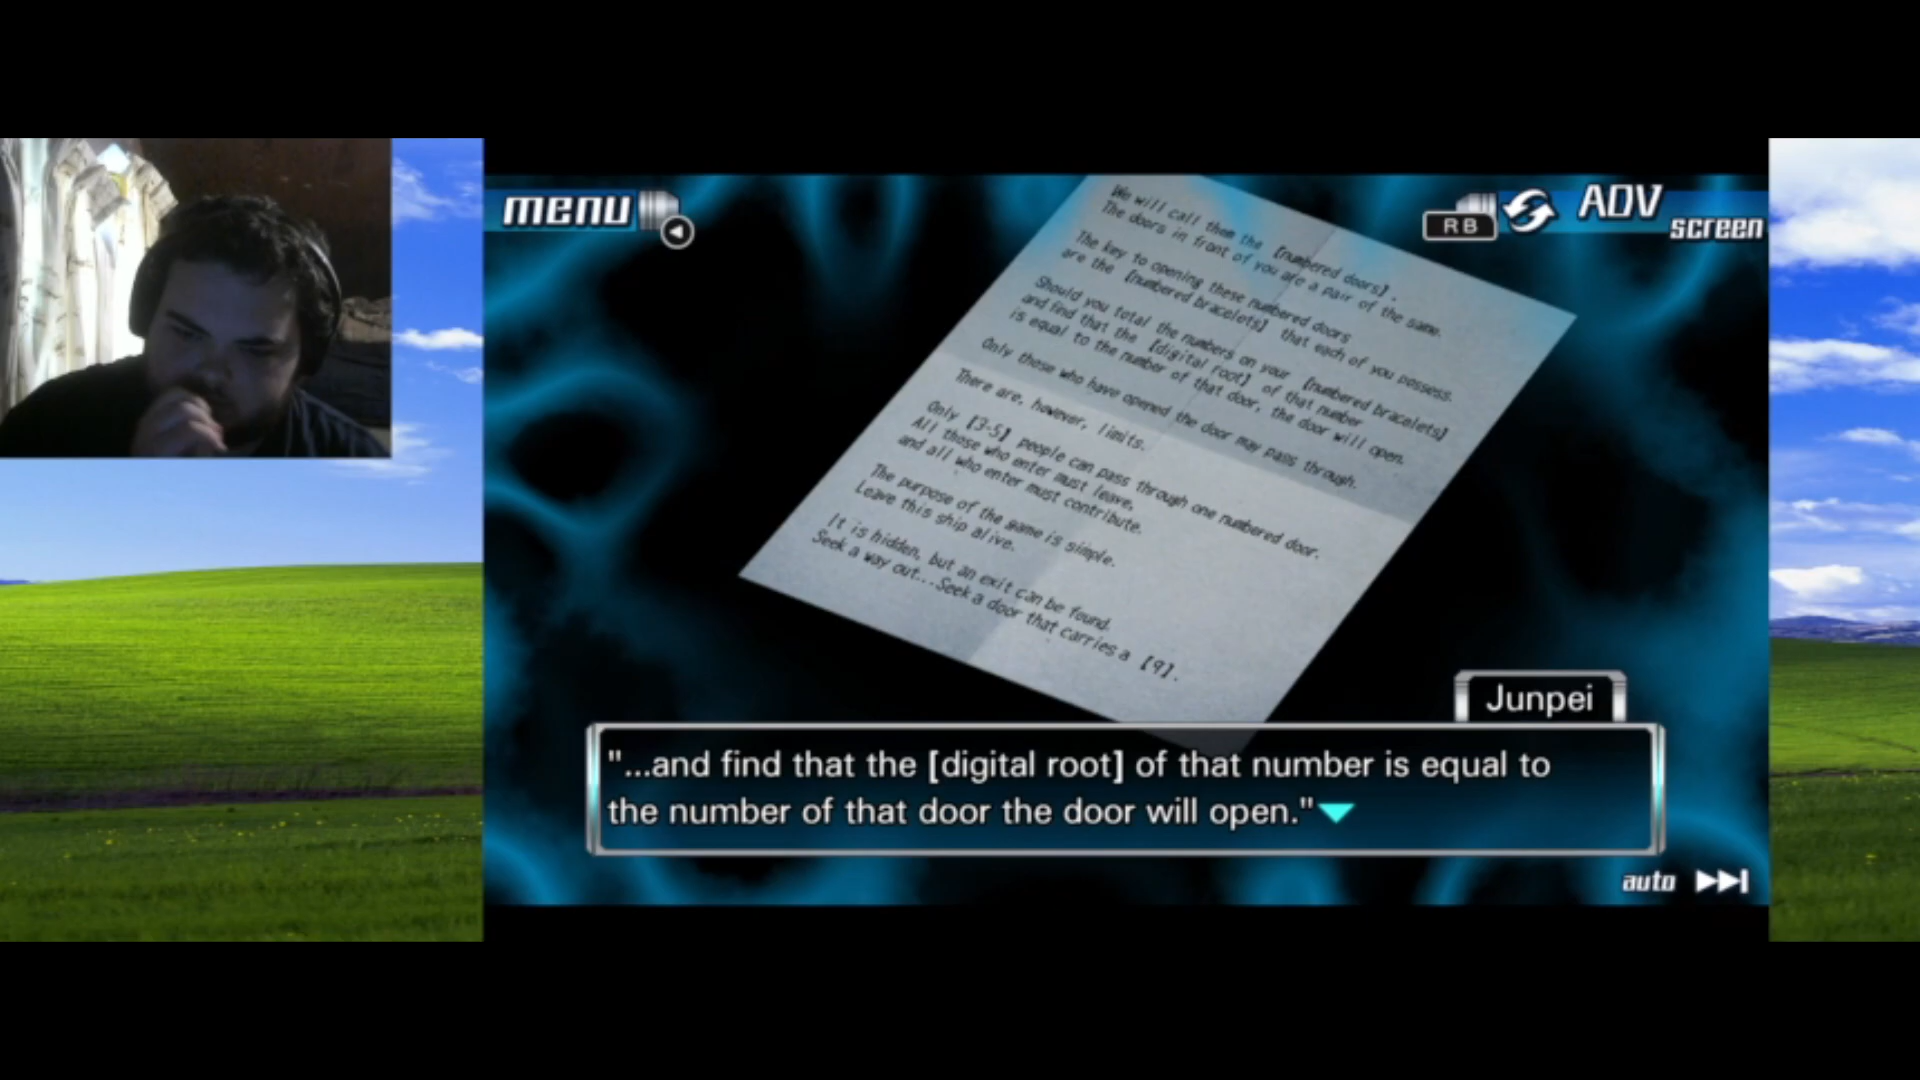 menu
RB
ADV
screen
We will call them the [numbered doors].
The doors in front of you are a pair of the same.
The key to opening these numbered doors
are the [numbered bracelets] that each of you possess.
Should you total the numbers on your [numbered bracelets]
and find that the [digital root] of that number
is equal to the number of that door, the door will open.
Only those who have opened the door may pass through.
There are, however, limits.
Only [3-5] people can pass through one numbered door.
All those who enter must leave,
and all who enter must contribute.
The purpose of the game is simple.
Leave this ship alive.
It is hidden, but an exit can be found.
Seek a way out...Seek a door that carries a [9].
Junpei
"...and find that the [digital root] of that number is equal to
the number of that door the door will open."
auto